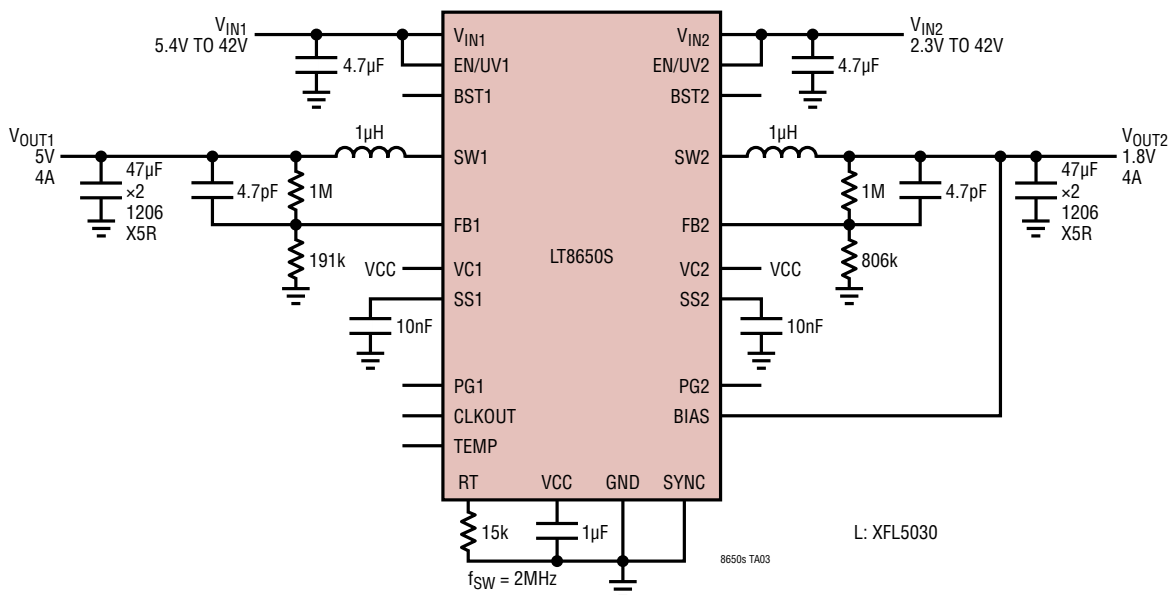 VIN1
5.4V TO 42V
VIN2
2.3V TO 42V
4.7µF
4.7µF
VIN1
EN/UV1
BST1
SW1
FB1
VC1
SS1
PG1
CLKOUT
TEMP
VIN2
EN/UV2
BST2
SW2
FB2
VC2
SS2
PG2
BIAS
RT
VCC
GND
SYNC
LT8650S
VOUT1
5V
4A
47µF
×2
1206
X5R
4.7pF
1M
1µH
191k
VCC
10nF
1µH
VOUT2
1.8V
4A
1M
4.7pF
47µF
×2
1206
X5R
806k
VCC
10nF
15k
1µF
fSW = 2MHz
L: XFL5030
8650s TA03